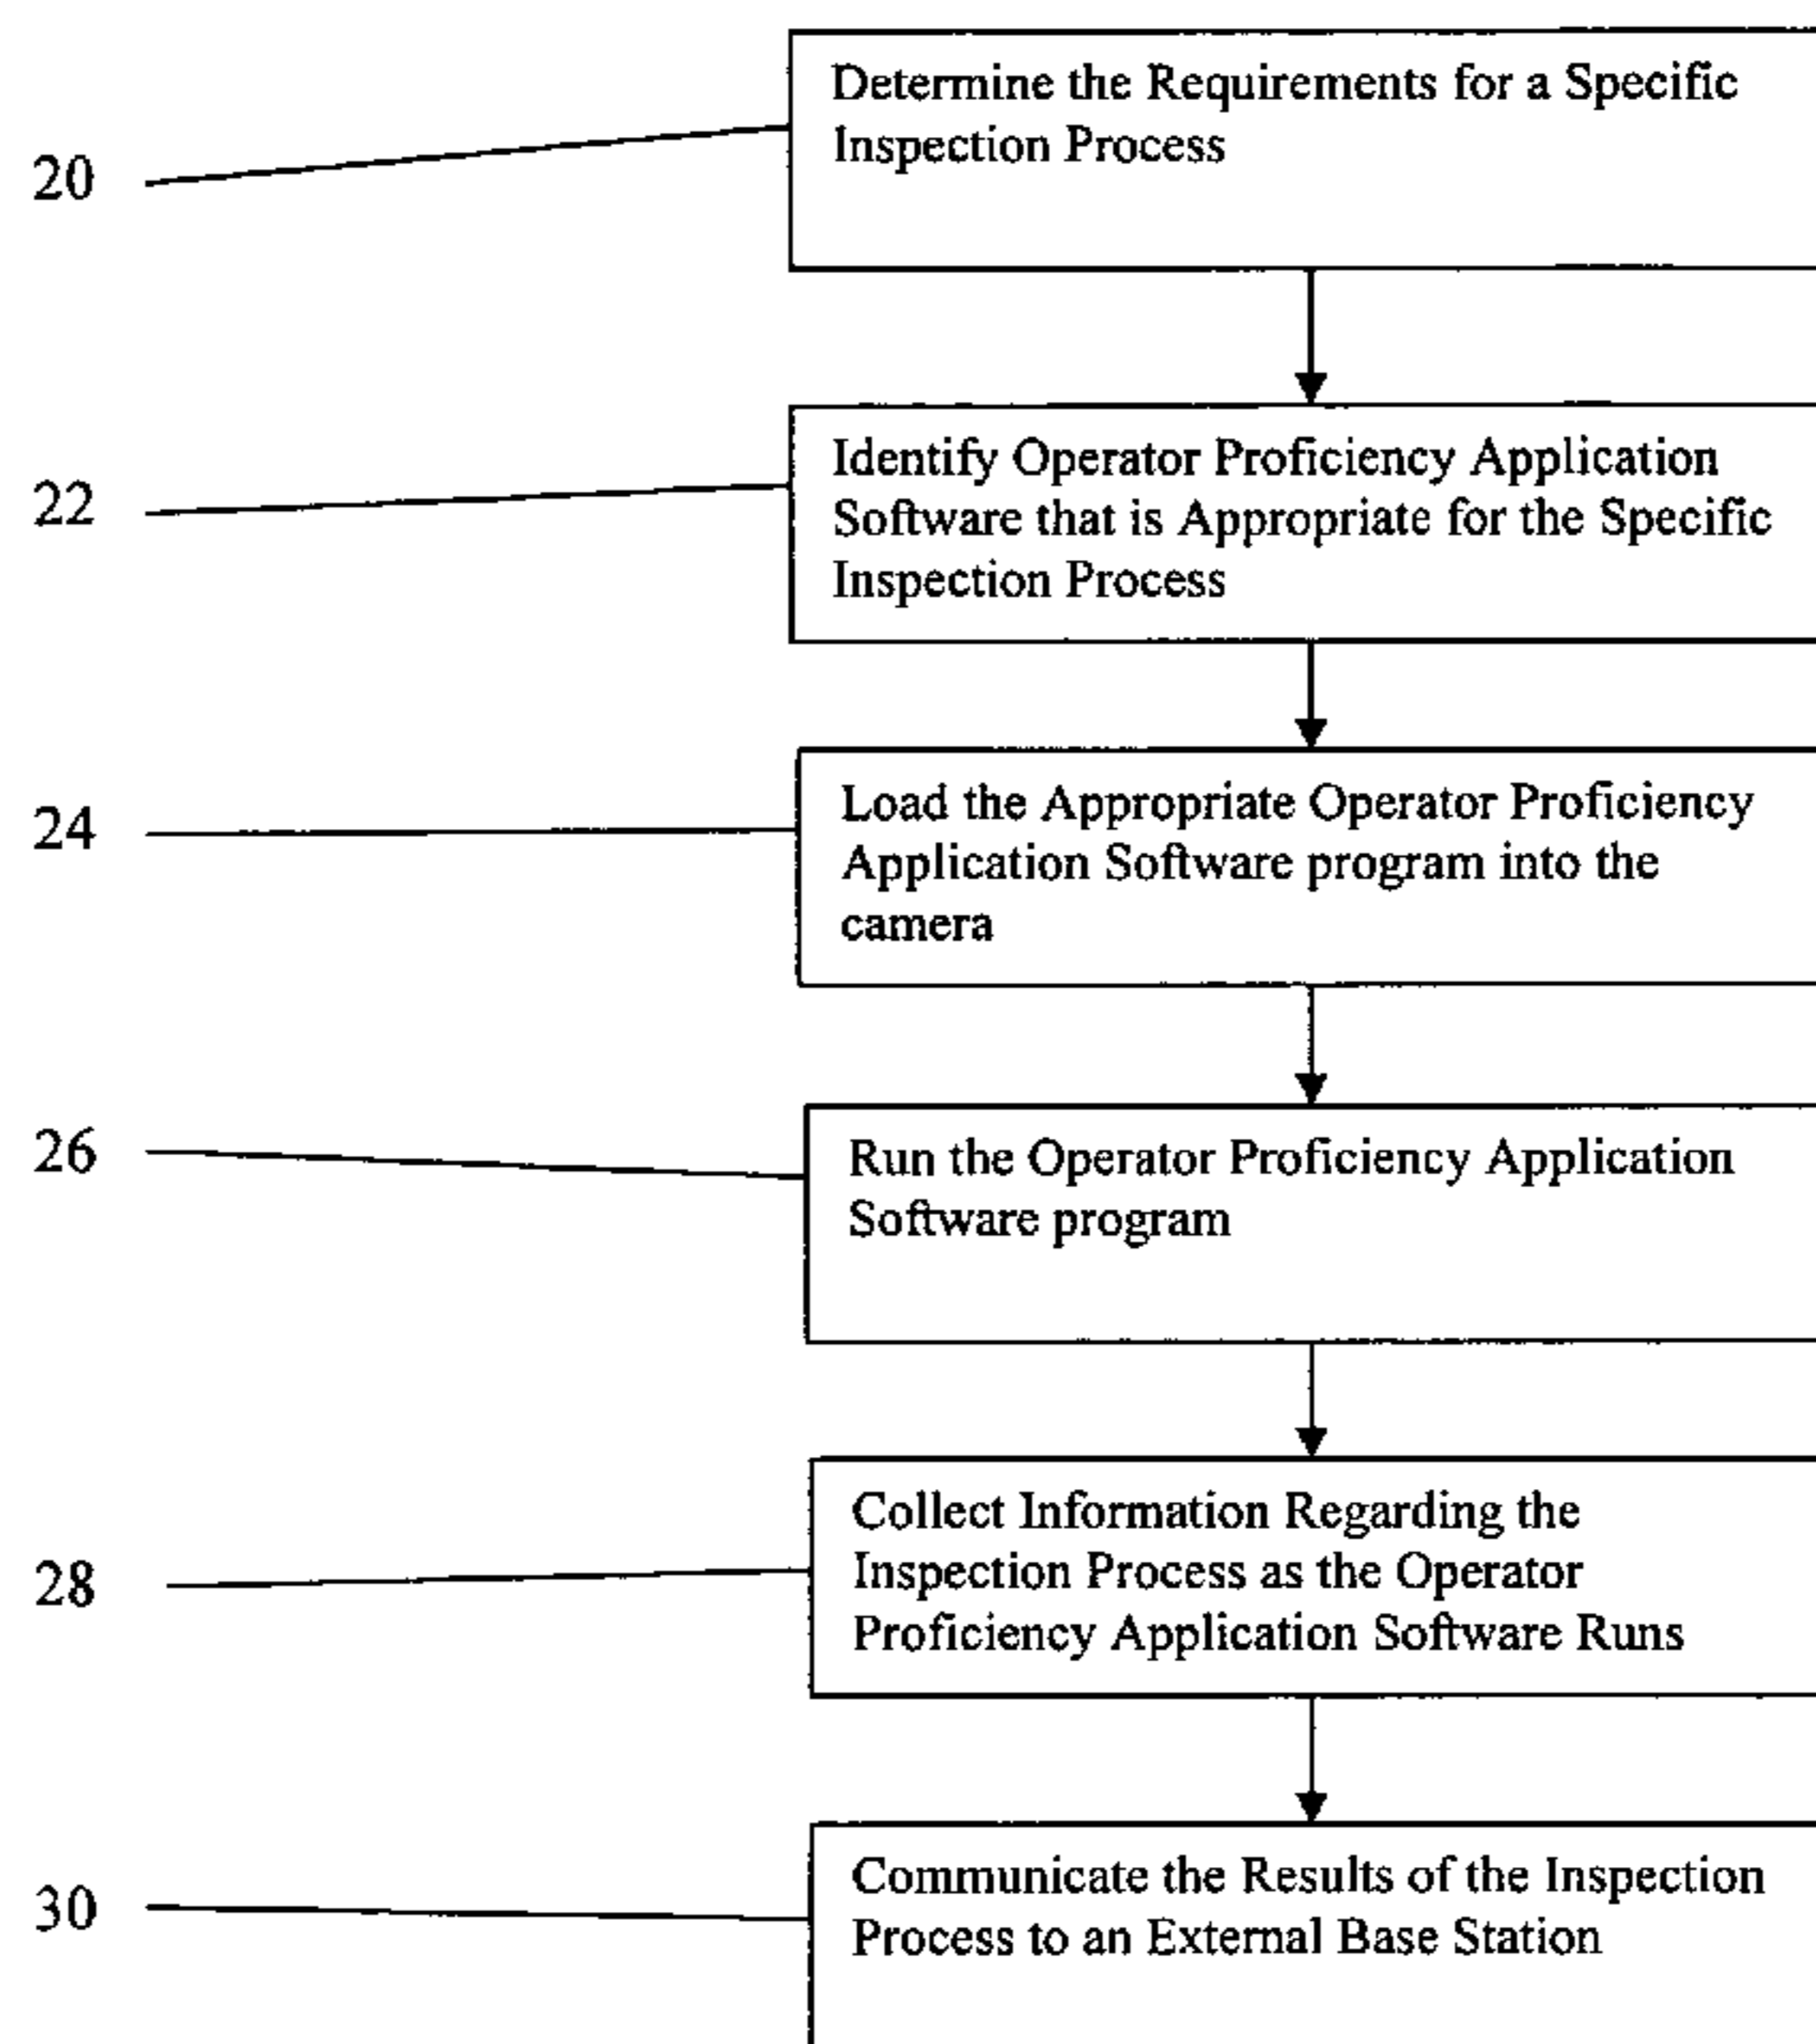 20
Determine the Requirements for a Specific
Inspection Process
22
Identify Operator Proficiency Application
Software that is Appropriate for the Specific
Inspection Process
24
Load the Appropriate Operator Proficiency
Application Software program into the
camera
26
Run the Operator Proficiency Application
Software program
28
Collect Information Regarding the
Inspection Process as the Operator
Proficiency Application Software Runs
30
Communicate the Results of the Inspection
Process to an External Base Station